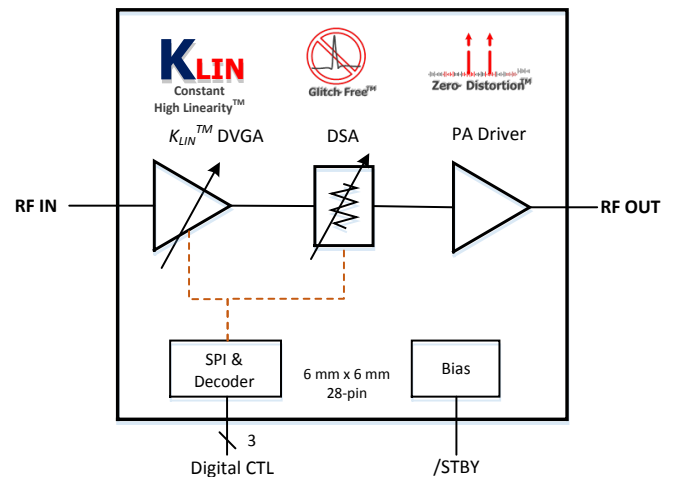 KLIN
Constant
High Linearity™
Glitch-Free™
Zero- Distortion™
KLIN™ DVGA
DSA
PA Driver
RF IN
RF OUT
SPI &
Decoder
6 mm x 6 mm
28-pin
Bias
3
Digital CTL
/STBY